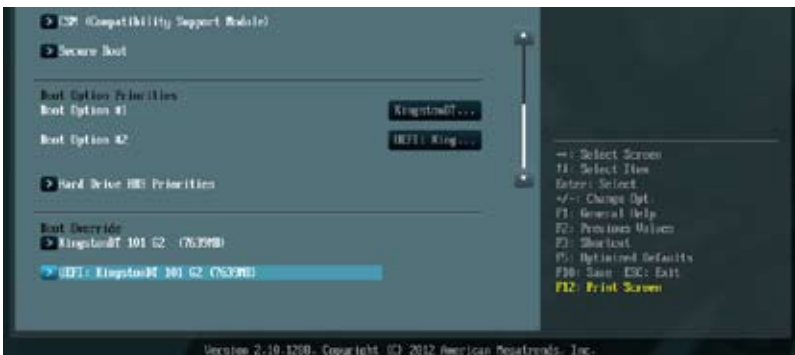 CSM (Compatibility Support Module)
Secure Boot
Boot Option Priorities
Boot Option #1
KingstonDT...
Boot Option #2
UEFI: King...
Hard Drive BBS Priorities
Boot Override
KingstonDT 101 G2 (7639MB)
UEFI: KingstonDT 101 G2 (7639MB)
→←: Select Screen
↑↓: Select Item
Enter: Select
+/-: Change Opt.
F1: General Help
F2: Previous Values
F3: Shortcut
F5: Optimized Defaults
F10: Save ESC: Exit
F12: Print Screen
Version 2.10.1208. Copyright (C) 2012 American Megatrends, Inc.